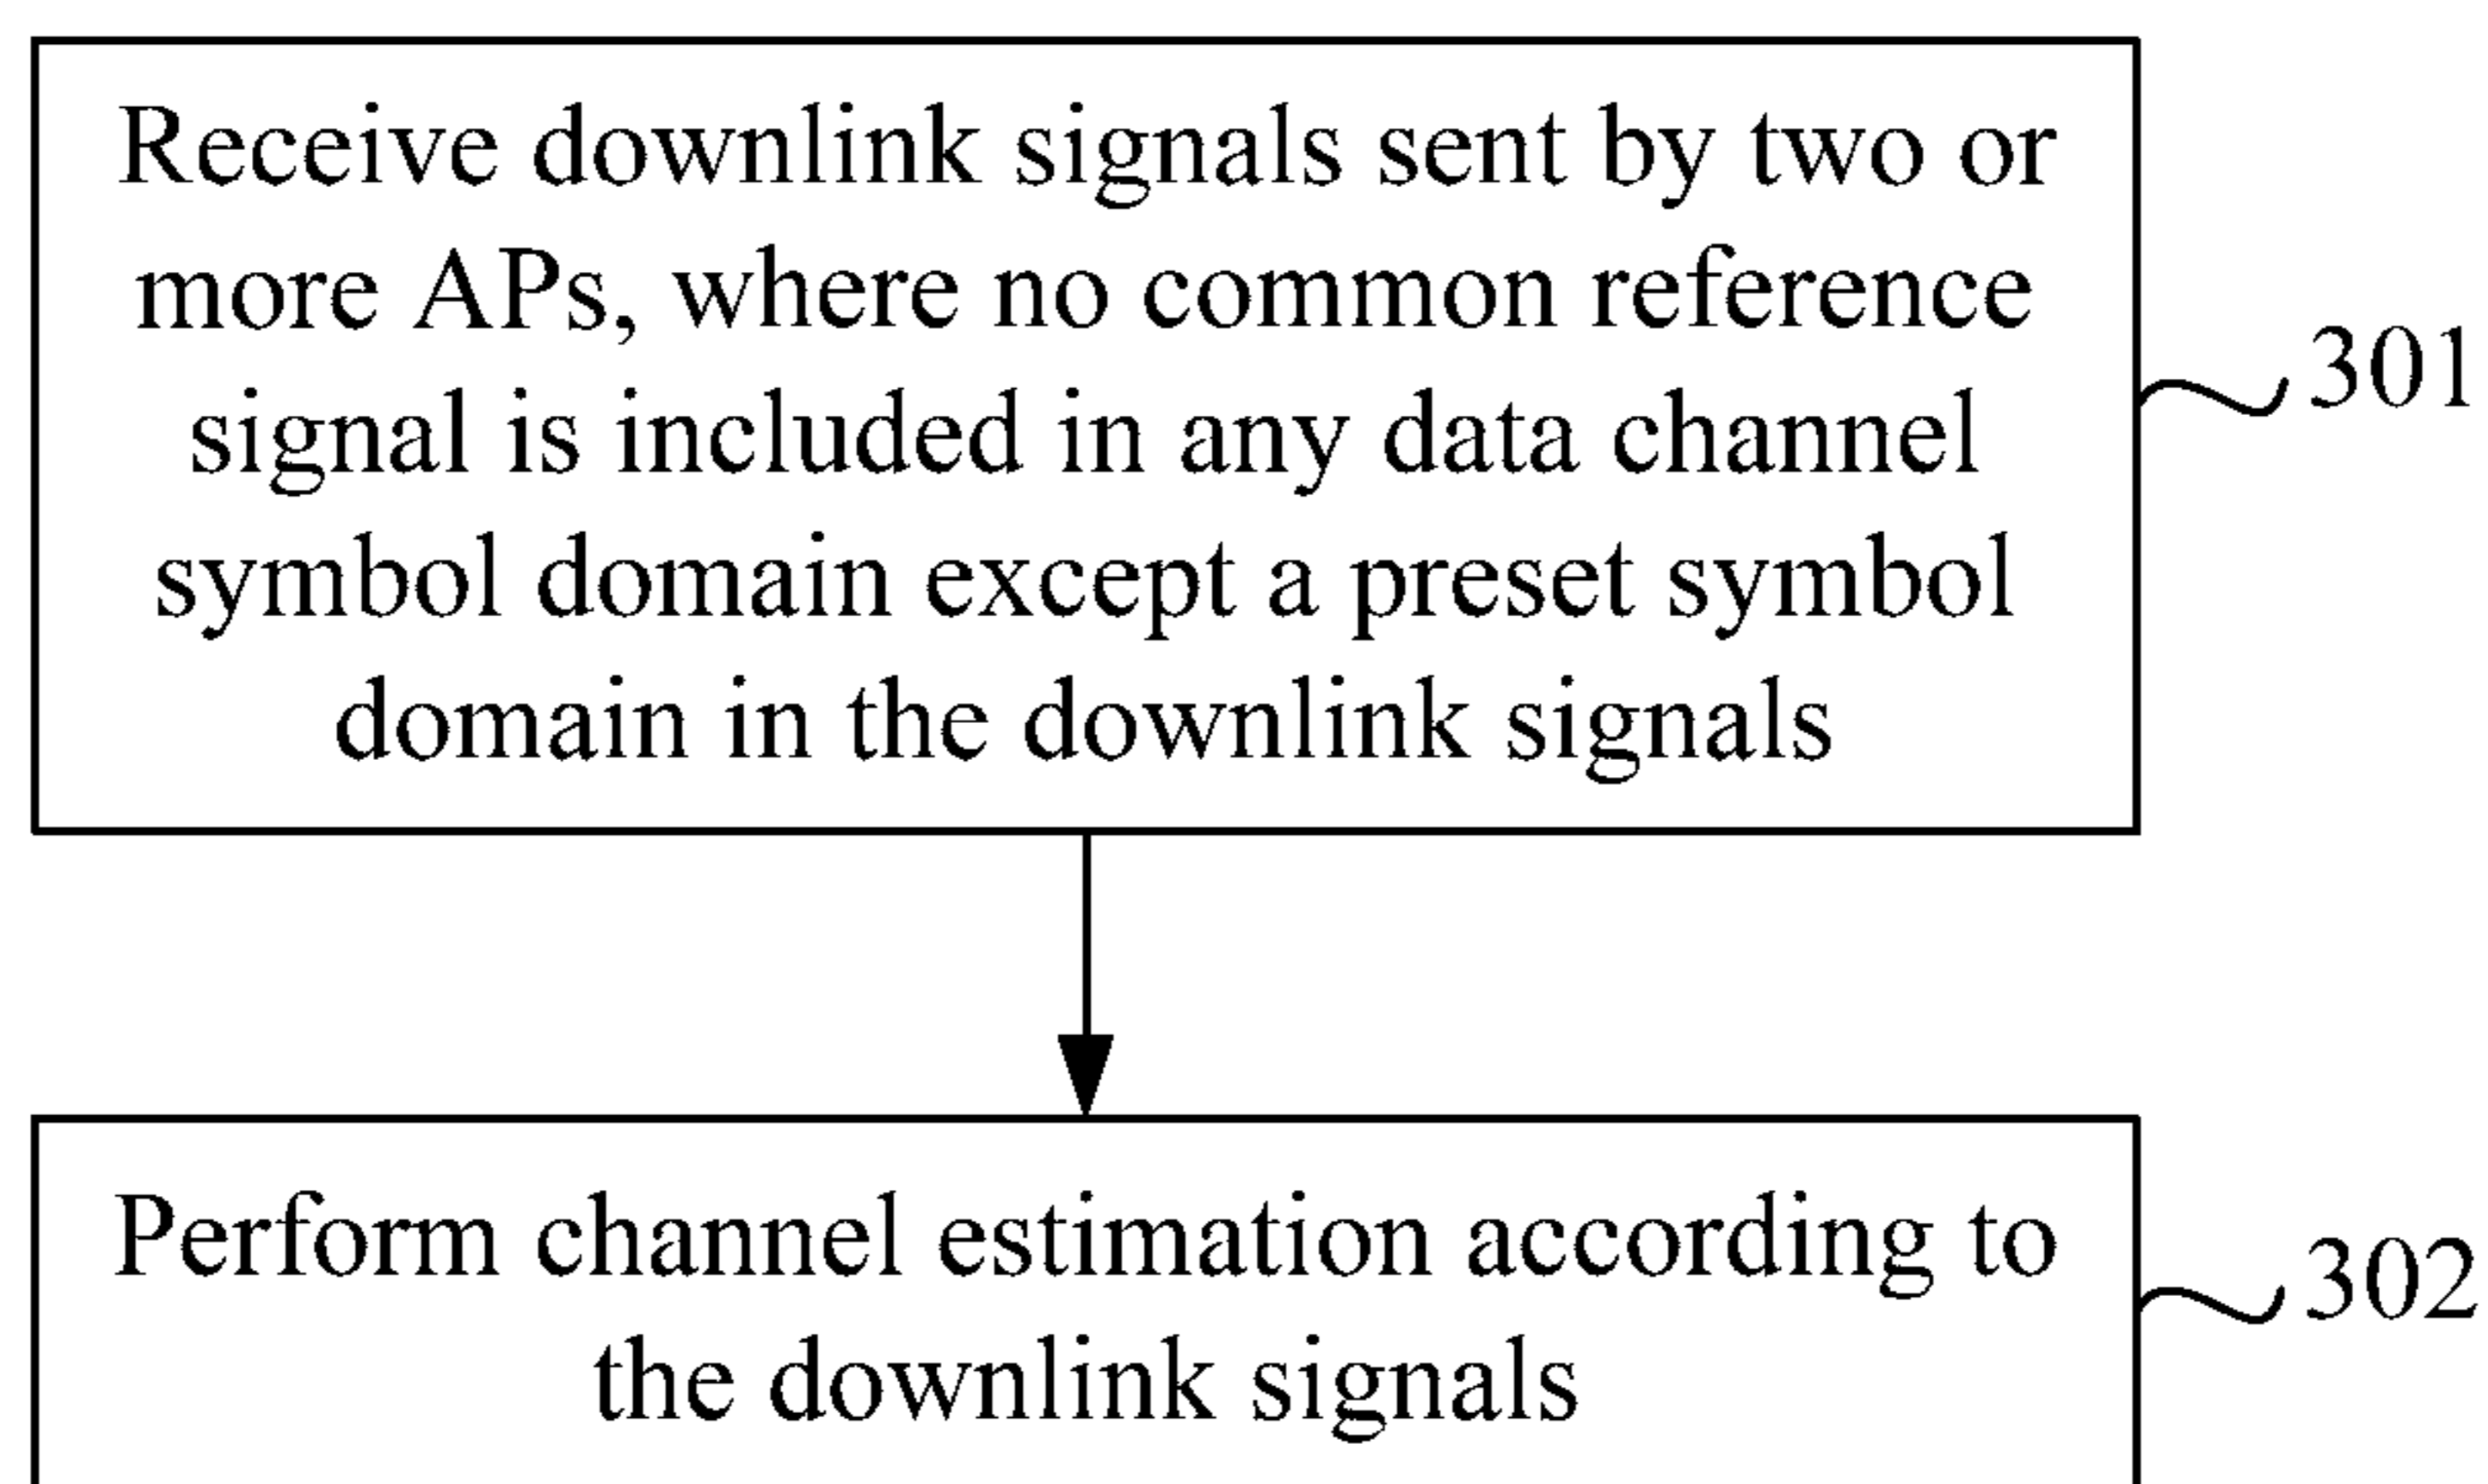 Receive downlink signals sent by two or
more APs, where no common reference
signal is included in any data channel
symbol domain except a preset symbol
domain in the downlink signals
301
Perform channel estimation according to
the downlink signals
302